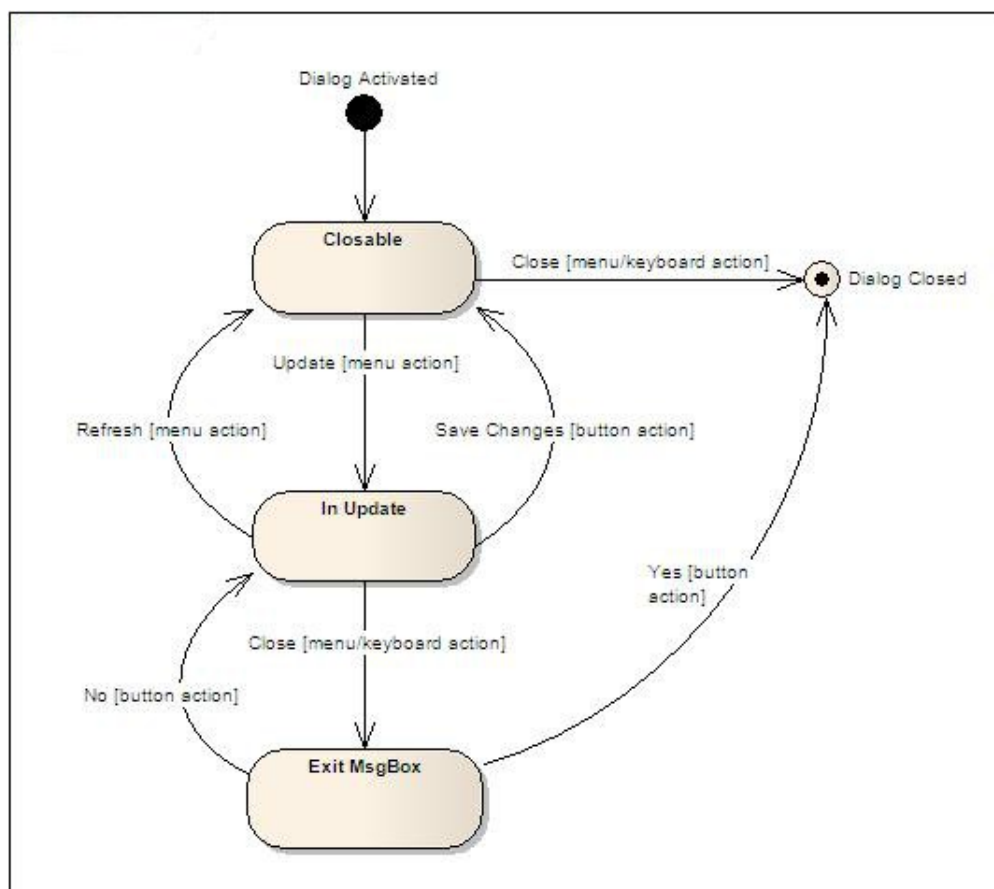 Dialog Activated
Closable
Close [menu/keyboard action]
Dialog Closed
Update [menu action]
Refresh [menu action]
Save Changes [button action]
In Update
Yes [button
action]
Close [menu/keyboard action]
No [button action]
Exit MsgBox